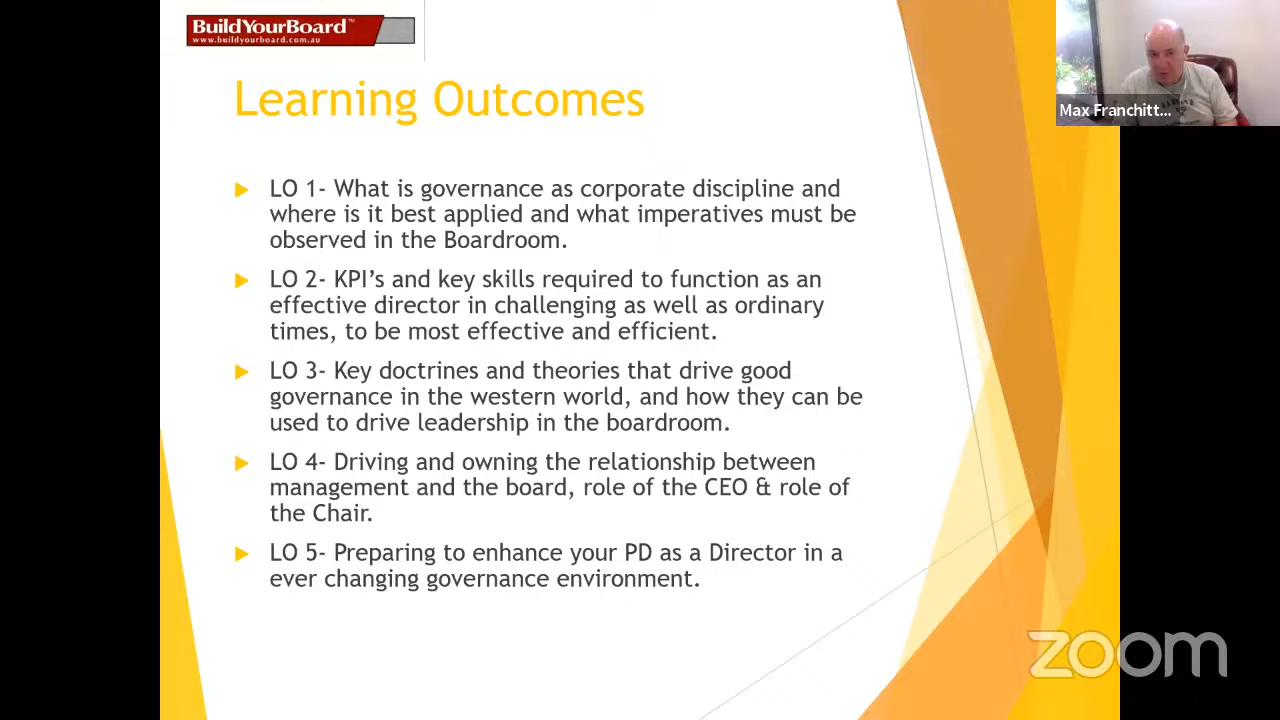 BuildYourBoard™
www.buildyourboard.com.au
Max Franchitt...
Learning Outcomes
LO 1- What is governance as corporate discipline and
where is it best applied and what imperatives must be
observed in the Boardroom.
LO 2- KPI’s and key skills required to function as an
effective director in challenging as well as ordinary
times, to be most effective and efficient.
LO 3- Key doctrines and theories that drive good
governance in the western world, and how they can be
used to drive leadership in the boardroom.
LO 4- Driving and owning the relationship between
management and the board, role of the CEO & role of
the Chair.
LO 5- Preparing to enhance your PD as a Director in a
ever changing governance environment.
zoom